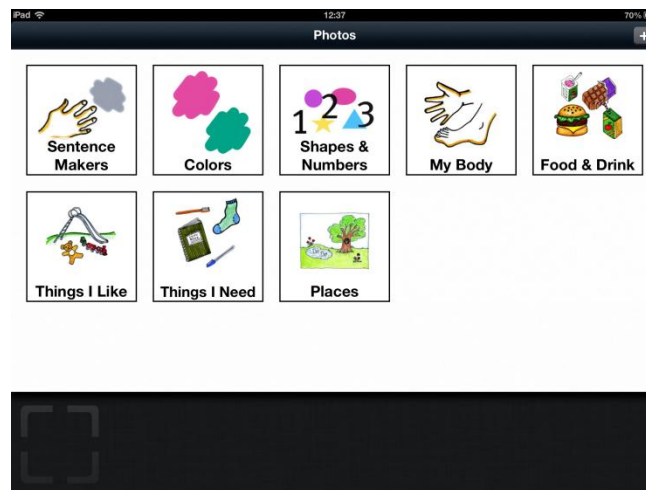 iPad 12:37 70%
Photos
+
Sentence
Makers
Colors
1 2 3
Shapes &
Numbers
My Body
Food & Drink
Things I Like
Things I Need
Places